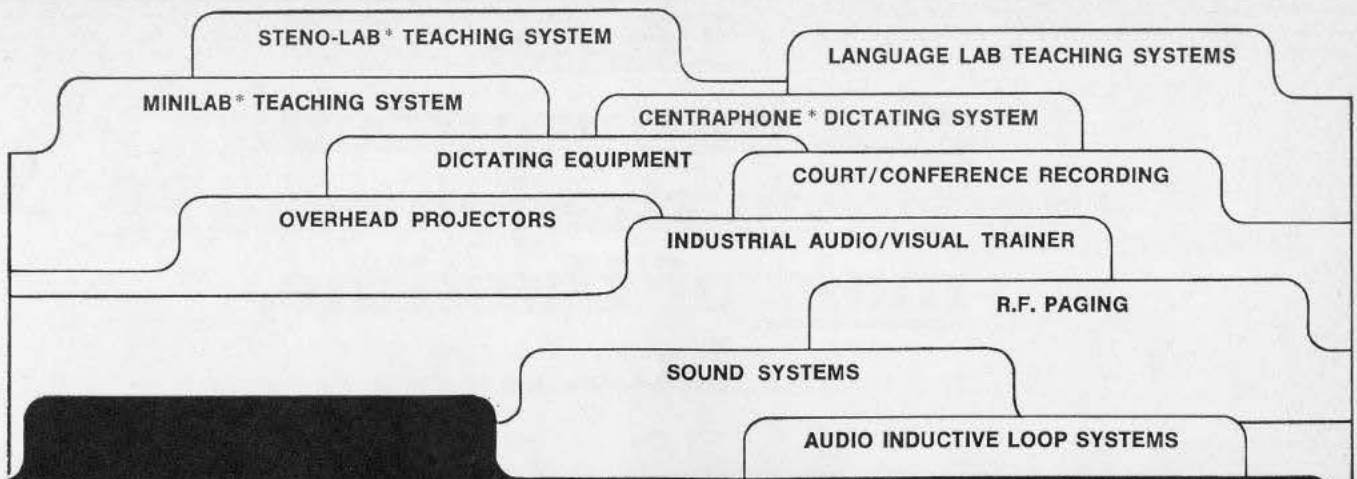 STENO-LAB* TEACHING SYSTEM
LANGUAGE LAB TEACHING SYSTEMS
MINILAB* TEACHING SYSTEM
CENTRAPHONE* DICTATING SYSTEM
DICTATING EQUIPMENT
COURT/CONFERENCE RECORDING
OVERHEAD PROJECTORS
INDUSTRIAL AUDIO/VISUAL TRAINER
R.F. PAGING
SOUND SYSTEMS
AUDIO INDUCTIVE LOOP SYSTEMS